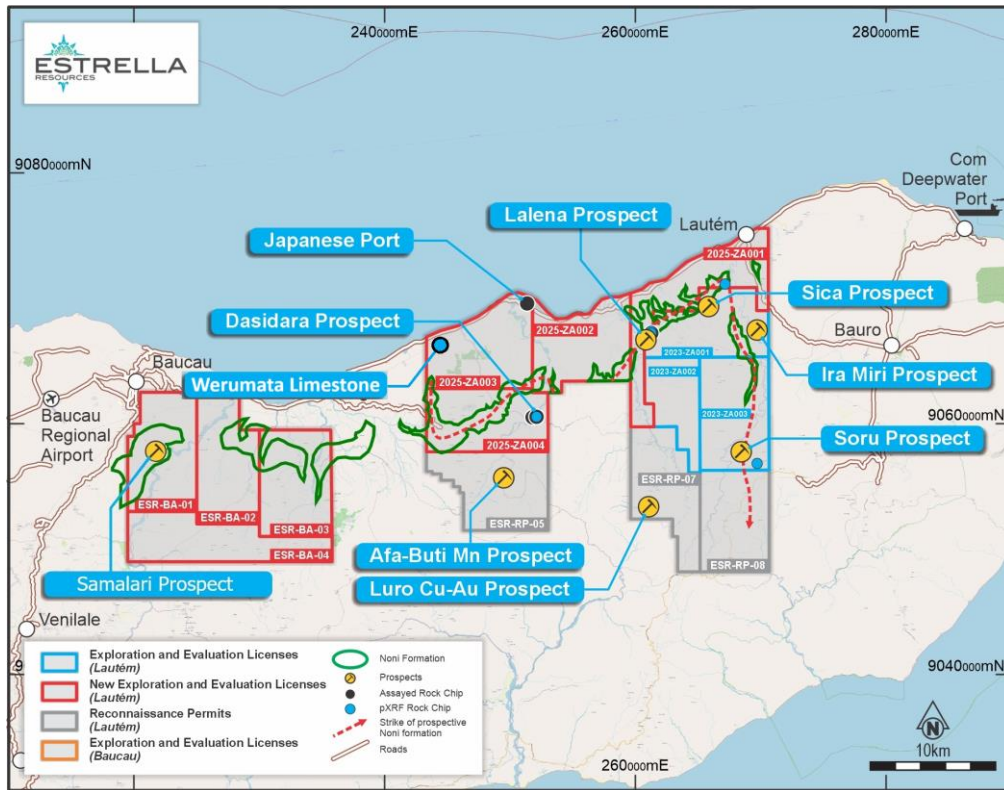 ESTRELLA
RESOURCES
240000mE
260000mE
280000mE
9080000mN
Com
Deepwater
Port
Lalena Prospect
Lautém
Japanese Port
2025-ZA001
Sica Prospect
Dasidara Prospect
2025-ZA002
Bauro
Baucau
Werumata Limestone
2025-ZA003
2023-ZA001
2023-ZA002
Ira Miri Prospect
Baucau
Regional
Airport
2023-ZA003
9060000mN
2025-ZA004
Soru Prospect
ESR-BA-01
ESR-BA-02
ESR-BA-03
ESR-BA-04
ESR-RP-05
ESR-RP-07
ESR-RP-08
Afa-Buti Mn Prospect
Samalari Prospect
Luro Cu-Au Prospect
Venilale
Exploration and Evaluation Licenses
(Lautém)
New Exploration and Evaluation Licenses
(Lautém)
Reconnaissance Permits
(Lautém)
Exploration and Evaluation Licenses
(Baucau)
Noni Formation
Prospects
Assayed Rock Chip
pXRF Rock Chip
Strike of prospective
Noni formation
Roads
9040000mN
N
10km
260000mE